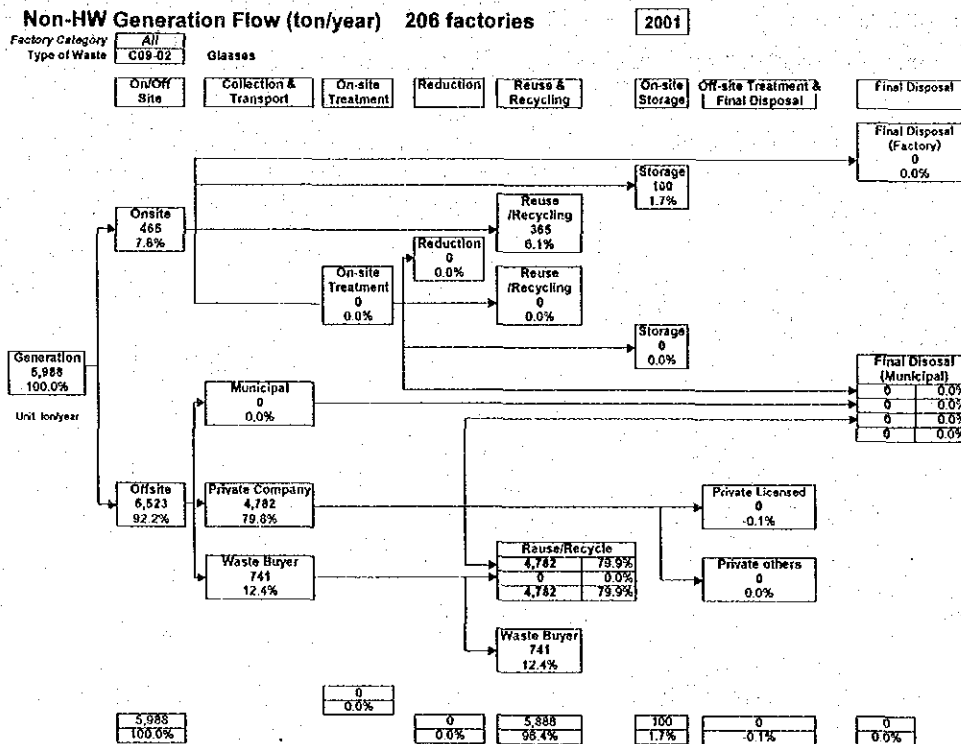 Non-HW Generation Flow (ton/year) 206 factories 2001
Factory Category All
Type of Waste C09-02 Glasses
On/Off Site
Collection & Transport
On-site Treatment
Reduction
Reuse & Recycling
On-site Storage
Off-site Treatment & Final Disposal
Final Disposal
Final Disposal
(Factory)
0
0.0%
Storage
100
1.7%
Onsite
465
7.8%
Reuse
/Recycling
365
6.1%
Reduction
0
0.0%
On-site
Treatment
0
0.0%
Reuse
/Recycling
0
0.0%
Storage
0
0.0%
Generation
5,988
100.0%
Unit: ton/year
Final Disosal
(Municipal)
0 0.0%
0 0.0%
0 0.0%
0 0.0%
Municipal
0
0.0%
Offsite
5,523
92.2%
Private Company
4,782
79.8%
Private Licensed
0
-0.1%
Waste Buyer
741
12.4%
Rause/Recycle
4,782 79.9%
0 0.0%
4,782 79.9%
Private others
0
0.0%
Waste Buyer
741
12.4%
0
0.0%
5,988
100.0%
0
0.0%
5,888
98.4%
100
1.7%
0
-0.1%
0
0.0%